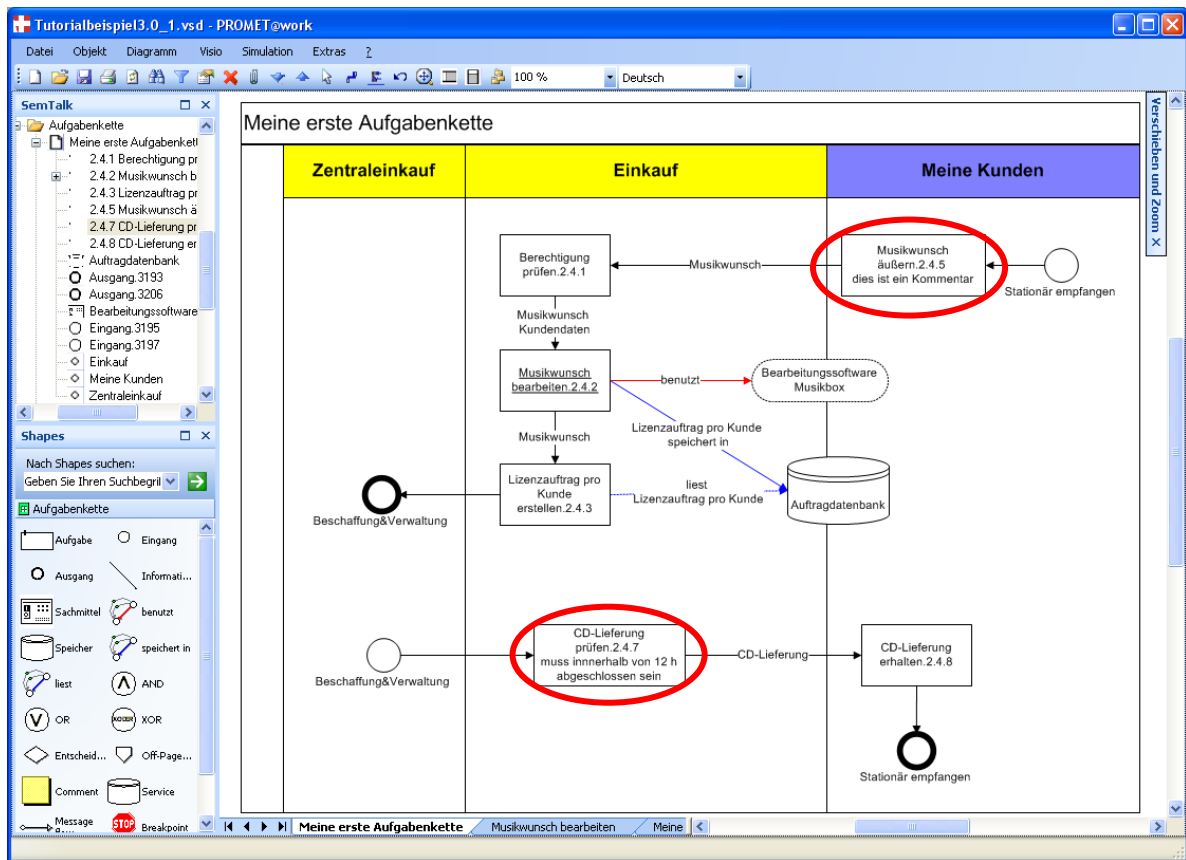 Tutorialbeispiel3.0_1.vsd - PROMET@work
Datei Objekt Diagramm Visio Simulation Extras ?
100 % Deutsch
SemTalk
Aufgabenkette
Meine erste Aufgabenkett
2.4.1 Berechtigung pr
2.4.2 Musikwunsch b
2.4.3 Lizenzauftrag pr
2.4.5 Musikwunsch ä
2.4.7 CD-Lieferung pr
2.4.8 CD-Lieferung er
Auftragdatenbank
Ausgang.3193
Ausgang.3206
Bearbeitungssoftware
Eingang.3195
Eingang.3197
Einkauf
Meine Kunden
Zentraleinkauf
Shapes
Nach Shapes suchen:
Geben Sie Ihren Suchbegril
Aufgabenkette
Aufgabe Eingang
Ausgang Informati...
Sachmittel benutzt
Speicher speichert in
liest AND
OR XOR
Entscheid... Off-Page...
Comment Service
Message
STOP Breakpoint
Meine erste Aufgabenkette
Zentraleinkauf Einkauf Meine Kunden
Berechtigung
prüfen.2.4.1
Musikwunsch
Musikwunsch
äußern.2.4.5
dies ist ein Kommentar
Stationär empfangen
Musikwunsch
Kundendaten
Musikwunsch
bearbeiten.2.4.2
benutzt
Bearbeitungssoftware
Musikbox
Lizenzauftrag pro Kunde
speichert in
Musikwunsch
Lizenzauftrag pro
Kunde
erstellen.2.4.3
liest
Lizenzauftrag pro Kunde
Auftragdatenbank
Beschaffung&Verwaltung
Beschaffung&Verwaltung
CD-Lieferung
prüfen.2.4.7
muss innnerhalb von 12 h
abgeschlossen sein
CD-Lieferung
CD-Lieferung
erhalten.2.4.8
Stationär empfangen
Verschieben und Zoom
Meine erste Aufgabenkette Musikwunsch bearbeiten Meine